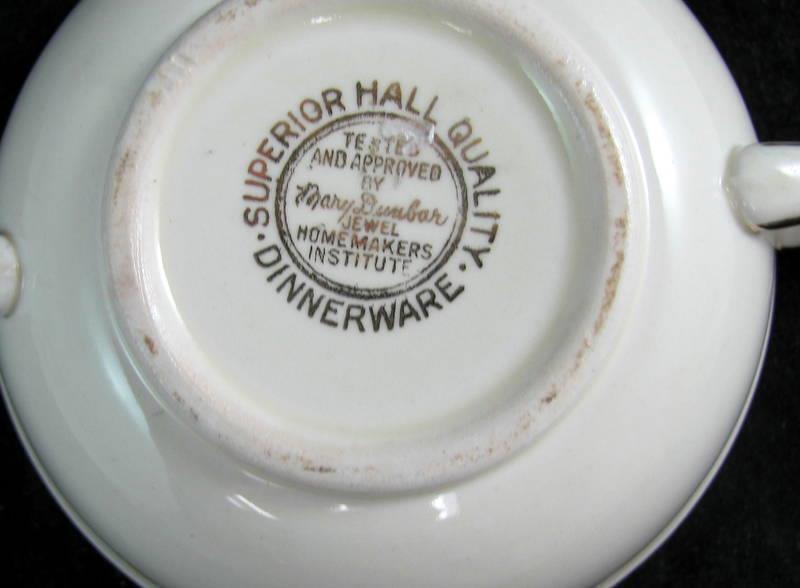 SUPERIOR HALL QUALITY
TESTED
AND APPROVED
BY
Mary Dunbar
JEWEL
HOMEMAKERS
INSTITUTE
· DINNERWARE ·